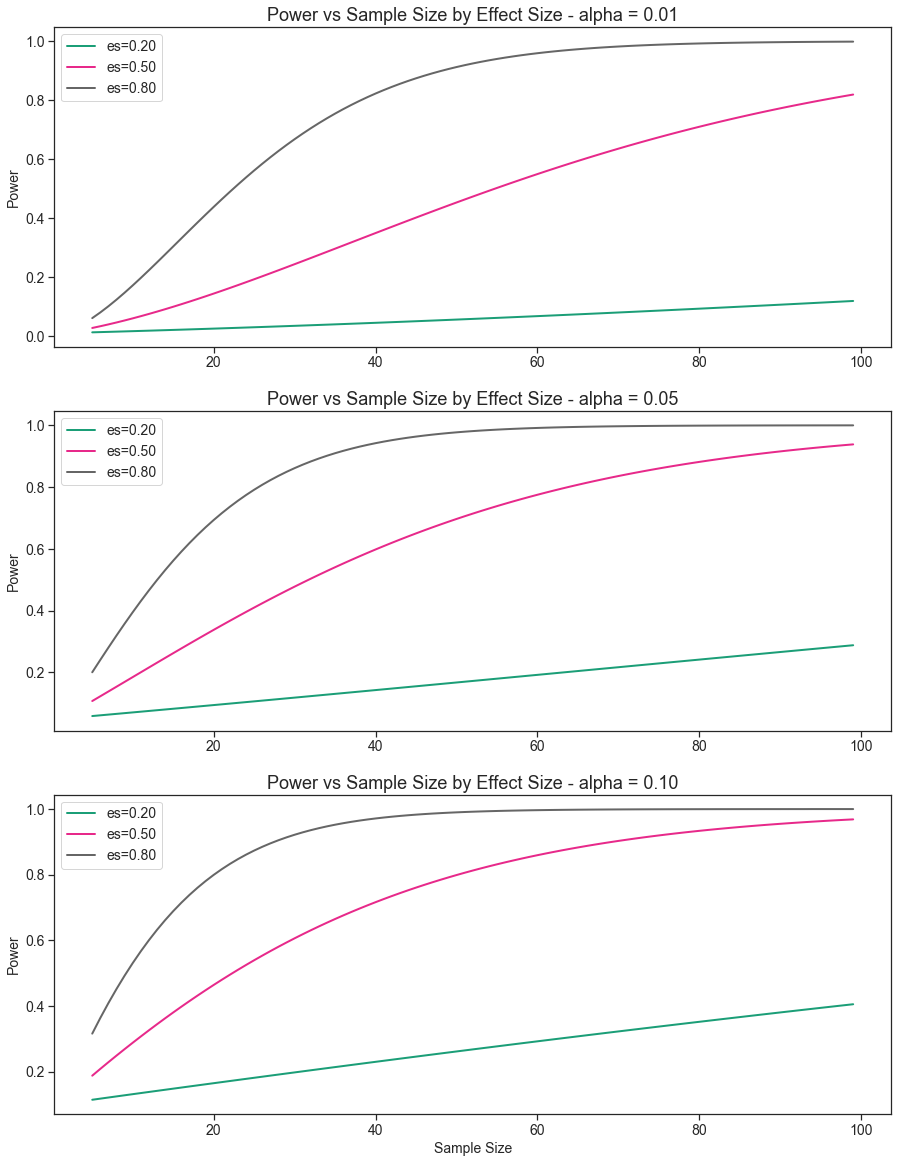 Power vs Sample Size by Effect Size - alpha = 0.01
es=0.20
es=0.50
es=0.80
1.0
0.8
0.6
0.4
0.2
0.0
Power
20 40 60 80 100
Power vs Sample Size by Effect Size - alpha = 0.05
es=0.20
es=0.50
es=0.80
1.0
0.8
0.6
0.4
0.2
Power
20 40 60 80 100
Power vs Sample Size by Effect Size - alpha = 0.10
es=0.20
es=0.50
es=0.80
1.0
0.8
0.6
0.4
0.2
Power
20 40 60 80 100
Sample Size